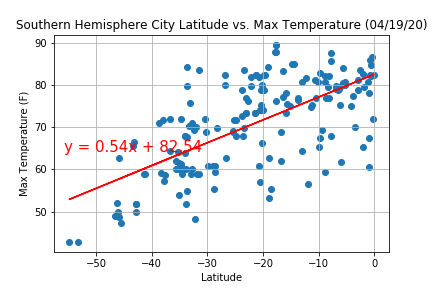 Southern Hemisphere City Latitude vs. Max Temperature (04/19/20)
90
80
70
60
50
Max Temperature (F)
y = 0.54x + 82.54
−50
−40
−30
−20
−10
0
Latitude